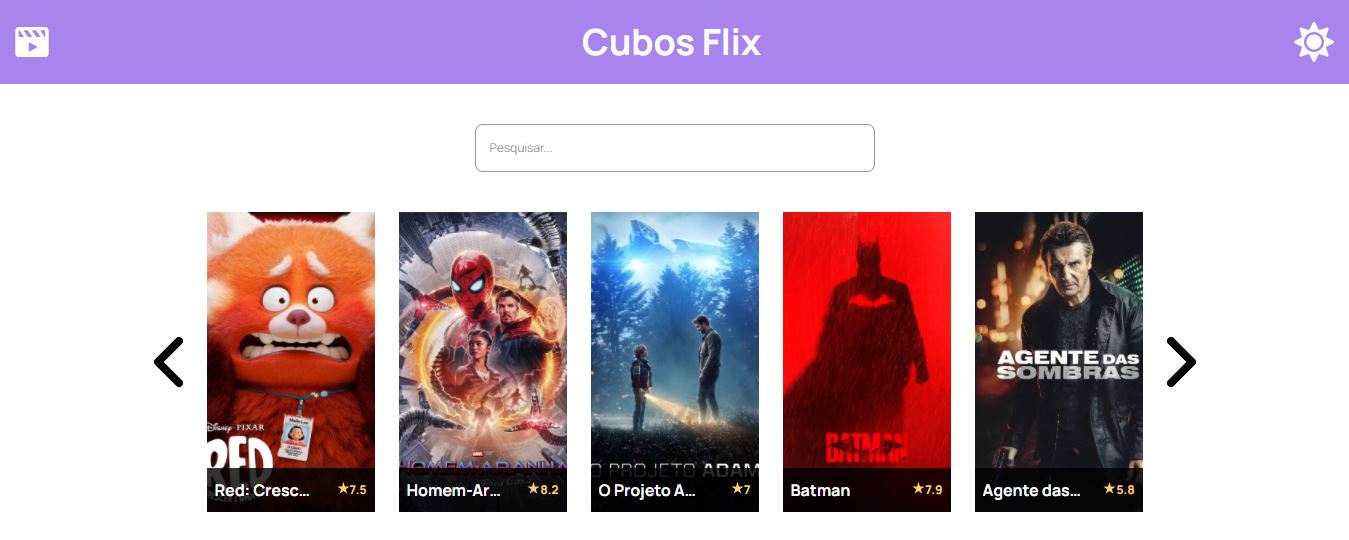 Cubos Flix
Pesquisar...
DISNEY · PIXAR
RED
HOMEM-ARANHA
O PROJETO ADAM
BATMAN
AGENTE DAS
SOMBRAS
Red: Cresc... ★7.5
Homem-Ar... ★8.2
O Projeto A... ★7
Batman ★7.9
Agente das... ★5.8